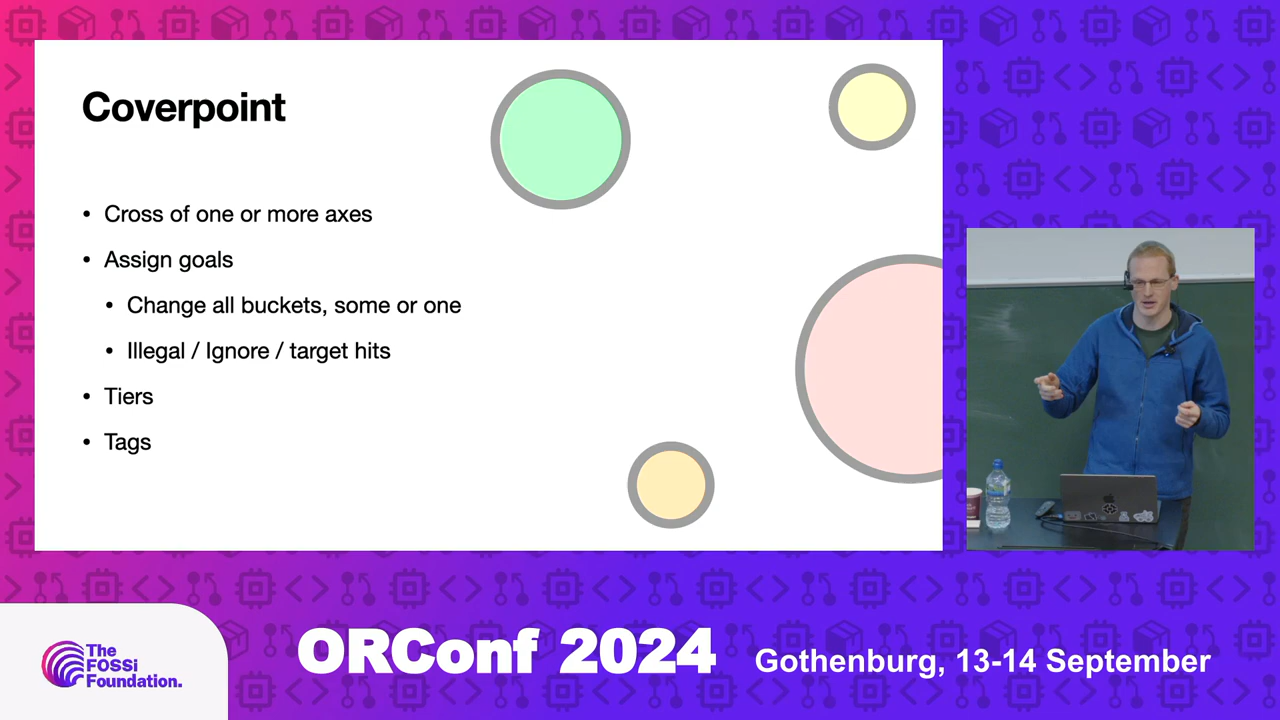 Coverpoint
• Cross of one or more axes
• Assign goals
• Change all buckets, some or one
• Illegal / Ignore / target hits
• Tiers
• Tags
The
FOSSi
Foundation.
ORConf 2024
Gothenburg, 13-14 September